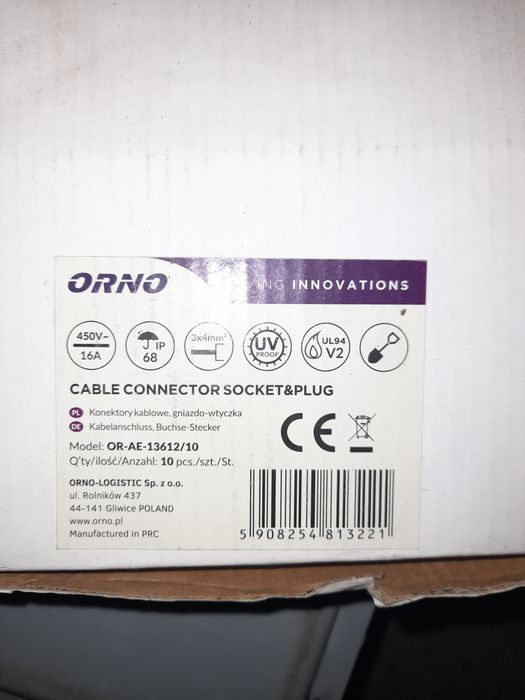 ORNO
ING INNOVATIONS
450V~
16A
IP
68
3x4mm²
UV
PROOF
UL94
V2
CABLE CONNECTOR SOCKET&PLUG
PL Konektory kablowe, gniazdo-wtyczka
DE Kabelanschluss, Buchse-Stecker
Model: OR-AE-13612/10
Q'ty/ilość/Anzahl: 10 pcs./szt./St.
CE
ORNO-LOGISTIC Sp. z o.o.
ul. Rolników 437
44-141 Gliwice POLAND
www.orno.pl
Manufactured in PRC
5 908254 813221